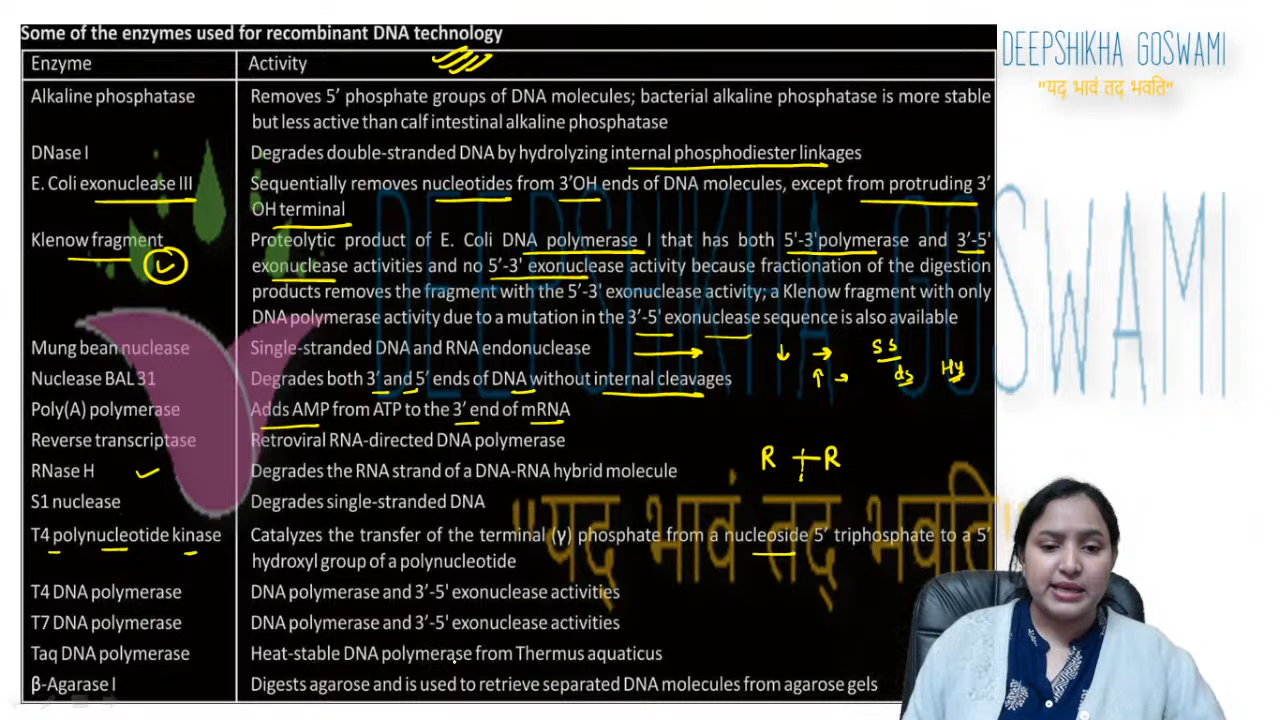 Some of the enzymes used for recombinant DNA technology
DEEPSHIKHA GOSWAMI
"यद् भावं तद् भवति"
Enzyme Activity
Alkaline phosphatase Removes 5′ phosphate groups of DNA molecules; bacterial alkaline phosphatase is more stable
but less active than calf intestinal alkaline phosphatase
DNase I Degrades double-stranded DNA by hydrolyzing internal phosphodiester linkages
E. Coli exonuclease III Sequentially removes nucleotides from 3′OH ends of DNA molecules, except from protruding 3′
OH terminal
Klenow fragment Proteolytic product of E. Coli DNA polymerase I that has both 5′-3'polymerase and 3′-5'
exonuclease activities and no 5′-3' exonuclease activity because fractionation of the digestion
products removes the fragment with the 5′-3' exonuclease activity; a Klenow fragment with only
DNA polymerase activity due to a mutation in the 3′-5' exonuclease sequence is also available
Mung bean nuclease Single-stranded DNA and RNA endonuclease → ↓ → SS
Nuclease BAL 31 Degrades both 3′ and 5′ ends of DNA without internal cleavages ↑ → ds Hy
Poly(A) polymerase Adds AMP from ATP to the 3′ end of mRNA
Reverse transcriptase Retroviral RNA-directed DNA polymerase
R R
RNase H Degrades the RNA strand of a DNA-RNA hybrid molecule
S1 nuclease Degrades single-stranded DNA
T4 polynucleotide kinase Catalyzes the transfer of the terminal (γ) phosphate from a nucleoside 5′ triphosphate to a 5'
hydroxyl group of a polynucleotide
T4 DNA polymerase DNA polymerase and 3′-5' exonuclease activities
T7 DNA polymerase DNA polymerase and 3′-5' exonuclease activities
Taq DNA polymerase Heat-stable DNA polymerase from Thermus aquaticus
β-Agarase I Digests agarose and is used to retrieve separated DNA molecules from agarose gels
DEEPSHIKHA GOSWAMI
"यद् भावं तद् भवति"